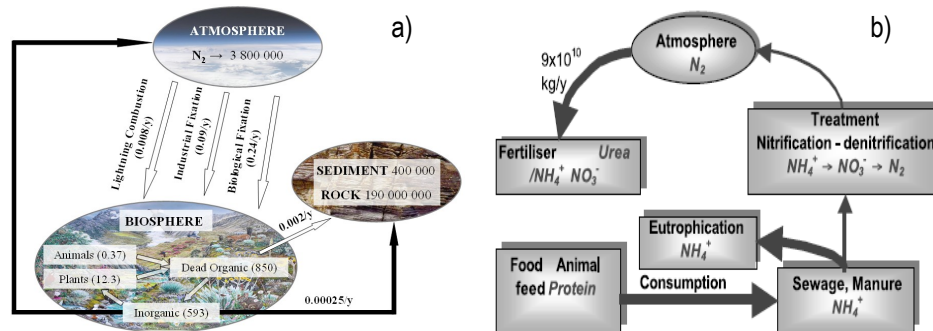 a)
ATMOSPHERE
N₂ → 3 800 000
Lightning Combustion
(0.008/y)
Industrial Fixation
(0.09/y)
Biological Fixation
(0.24/y)
SEDIMENT 400 000
ROCK 190 000 000
BIOSPHERE
0.002/y
Animals (0.37)
Dead Organic (850)
Plants (12.3)
Inorganic (593)
0.00025/y
b)
9x10¹⁰
kg/y
Atmosphere
N₂
Treatment
Nitrification - denitrification
NH₄⁺ → NO₃⁻ → N₂
Fertiliser Urea
/NH₄⁺ NO₃⁻
Eutrophication
NH₄⁺
Food Animal
feed Protein
Consumption
Sewage, Manure
NH₄⁺